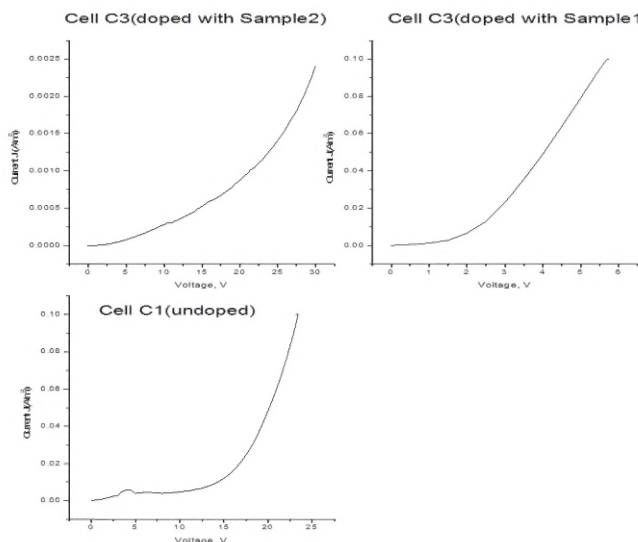 Cell C3(doped with Sample2)
0.0025
0.0020
0.0015
0.0010
0.0005
0.0000
0 5 10 15 20 25 30
Voltage, V
Cell C3(doped with Sample1
0.10
0.08
0.06
0.04
0.02
0.00
0 1 2 3 4 5 6
Voltage, V
Cell C1(undoped)
0.10
0.08
0.06
0.04
0.02
0.00
0 5 10 15 20 25
Voltage, V